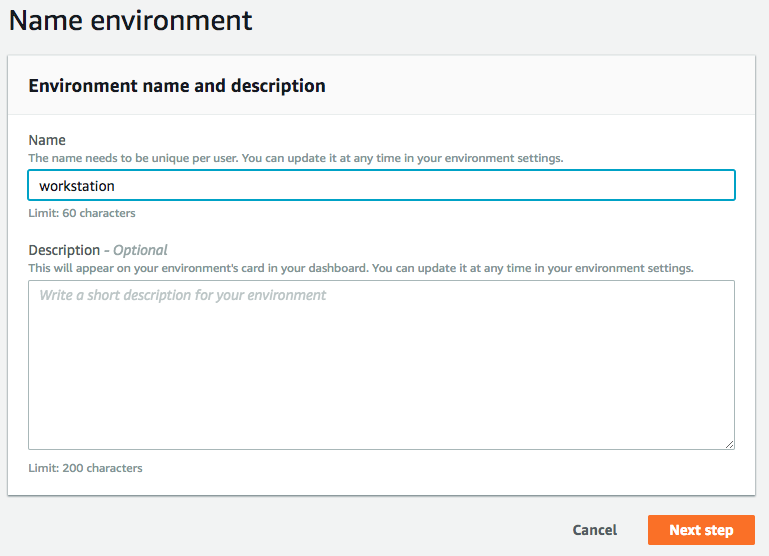 Name environment
Environment name and description
Name
The name needs to be unique per user. You can update it at any time in your environment settings.
workstation
Limit: 60 characters
Description - Optional
This will appear on your environment's card in your dashboard. You can update it at any time in your environment settings.
Write a short description for your environment
Limit: 200 characters
Cancel Next step